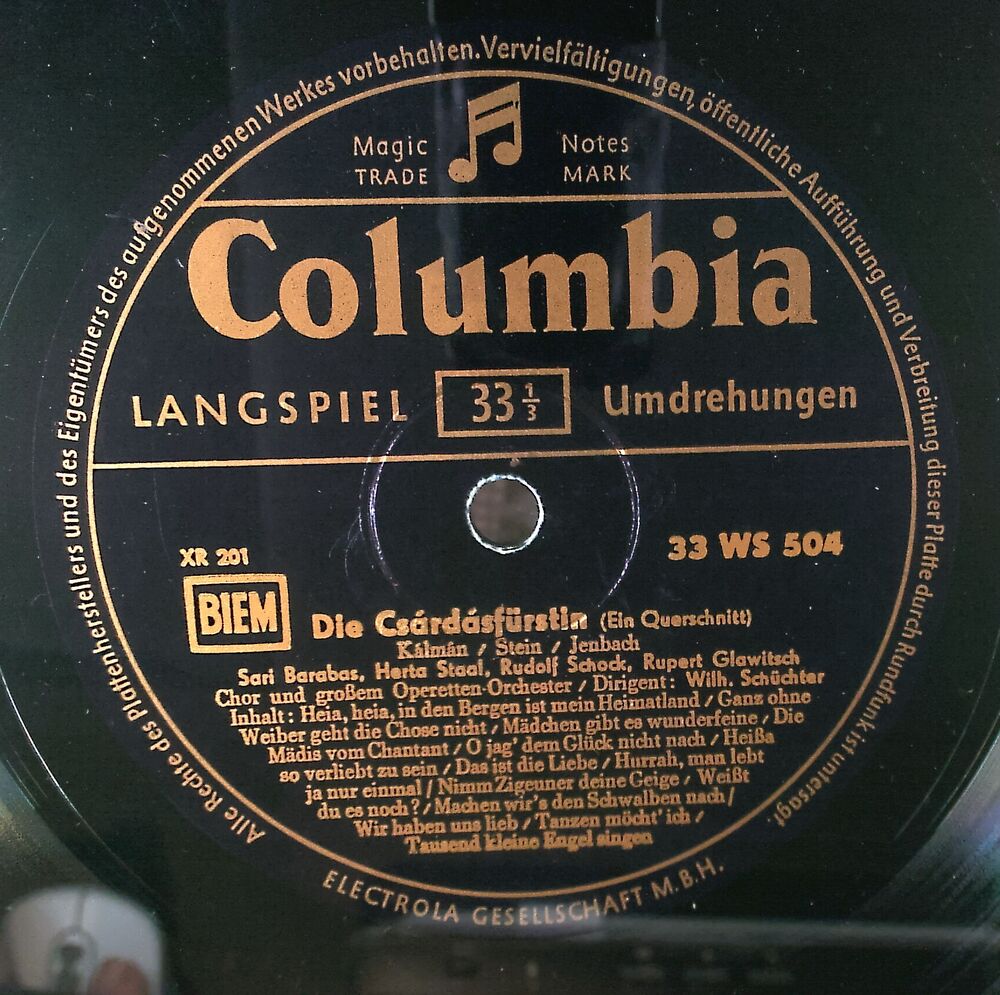 Alle Rechte des Plattenherstellers und des Eigentümers des aufgenommenen Werkes vorbehalten. Vervielfältigungen, öffentliche Aufführung und Verbreitung dieser Platte durch Rundfunk ist untersagt.
Magic Notes
TRADE MARK
Columbia
LANGSPIEL 33 1/3 Umdrehungen
XR 201 33 WS 504
BIEM
Die Csárdásfürstin (Ein Querschnitt)
Kálmán / Stein / Jenbach
Sari Barabas, Herta Staal, Rudolf Schock, Rupert Glawitsch
Chor und großem Operetten-Orchester / Dirigent: Wilh. Schüchter
Inhalt: Heia, heia, in den Bergen ist mein Heimatland / Ganz ohne
Weiber geht die Chose nicht / Mädchen gibt es wunderfeine / Die
Mädis vom Chantant / O jag' dem Glück nicht nach / Heißa
so verliebt zu sein / Das ist die Liebe / Hurrah, man lebt
ja nur einmal / Nimm Zigeuner deine Geige / Weißt
du es noch? / Machen wir's den Schwalben nach /
Wir haben uns lieb / Tanzen möcht' ich /
Tausend kleine Engel singen
ELECTROLA GESELLSCHAFT M.B.H.